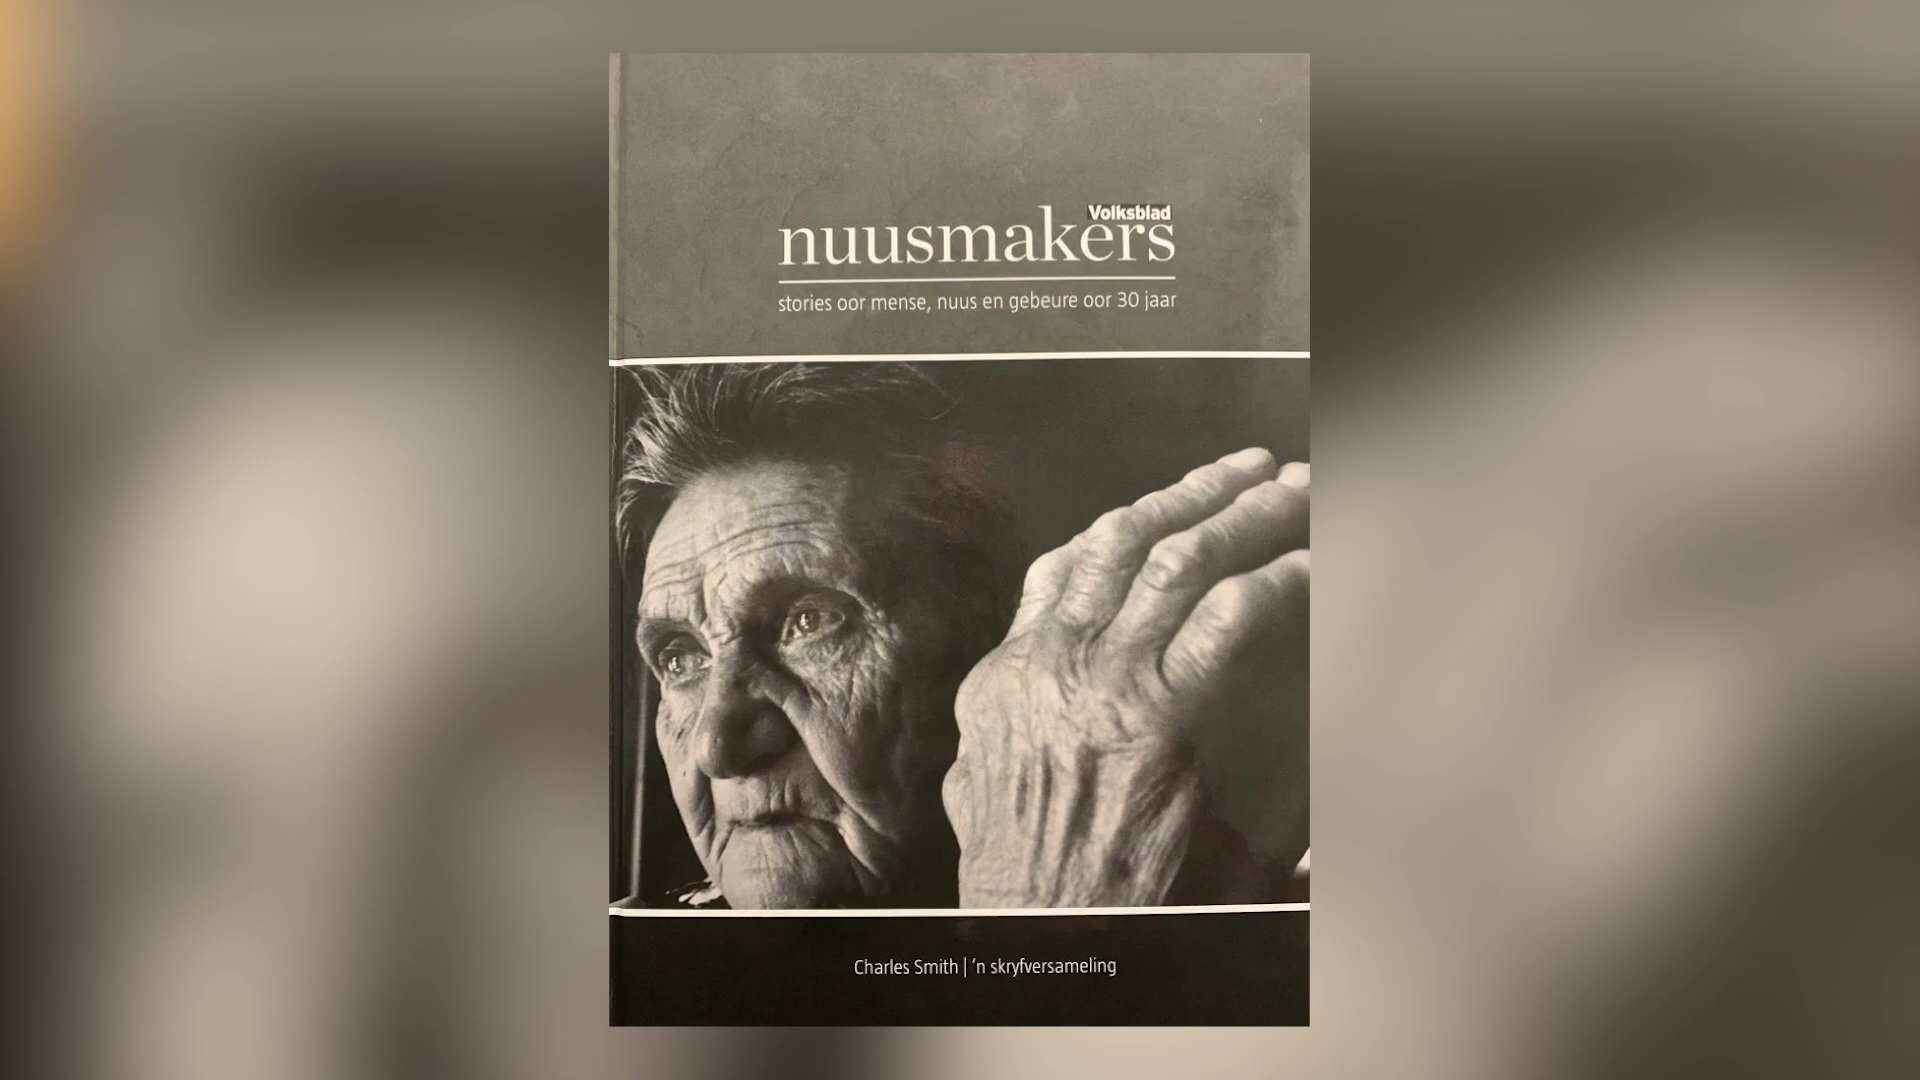 Volksblad
nuusmakers
stories oor mense, nuus en gebeure oor 30 jaar
Charles Smith | 'n skryfversameling